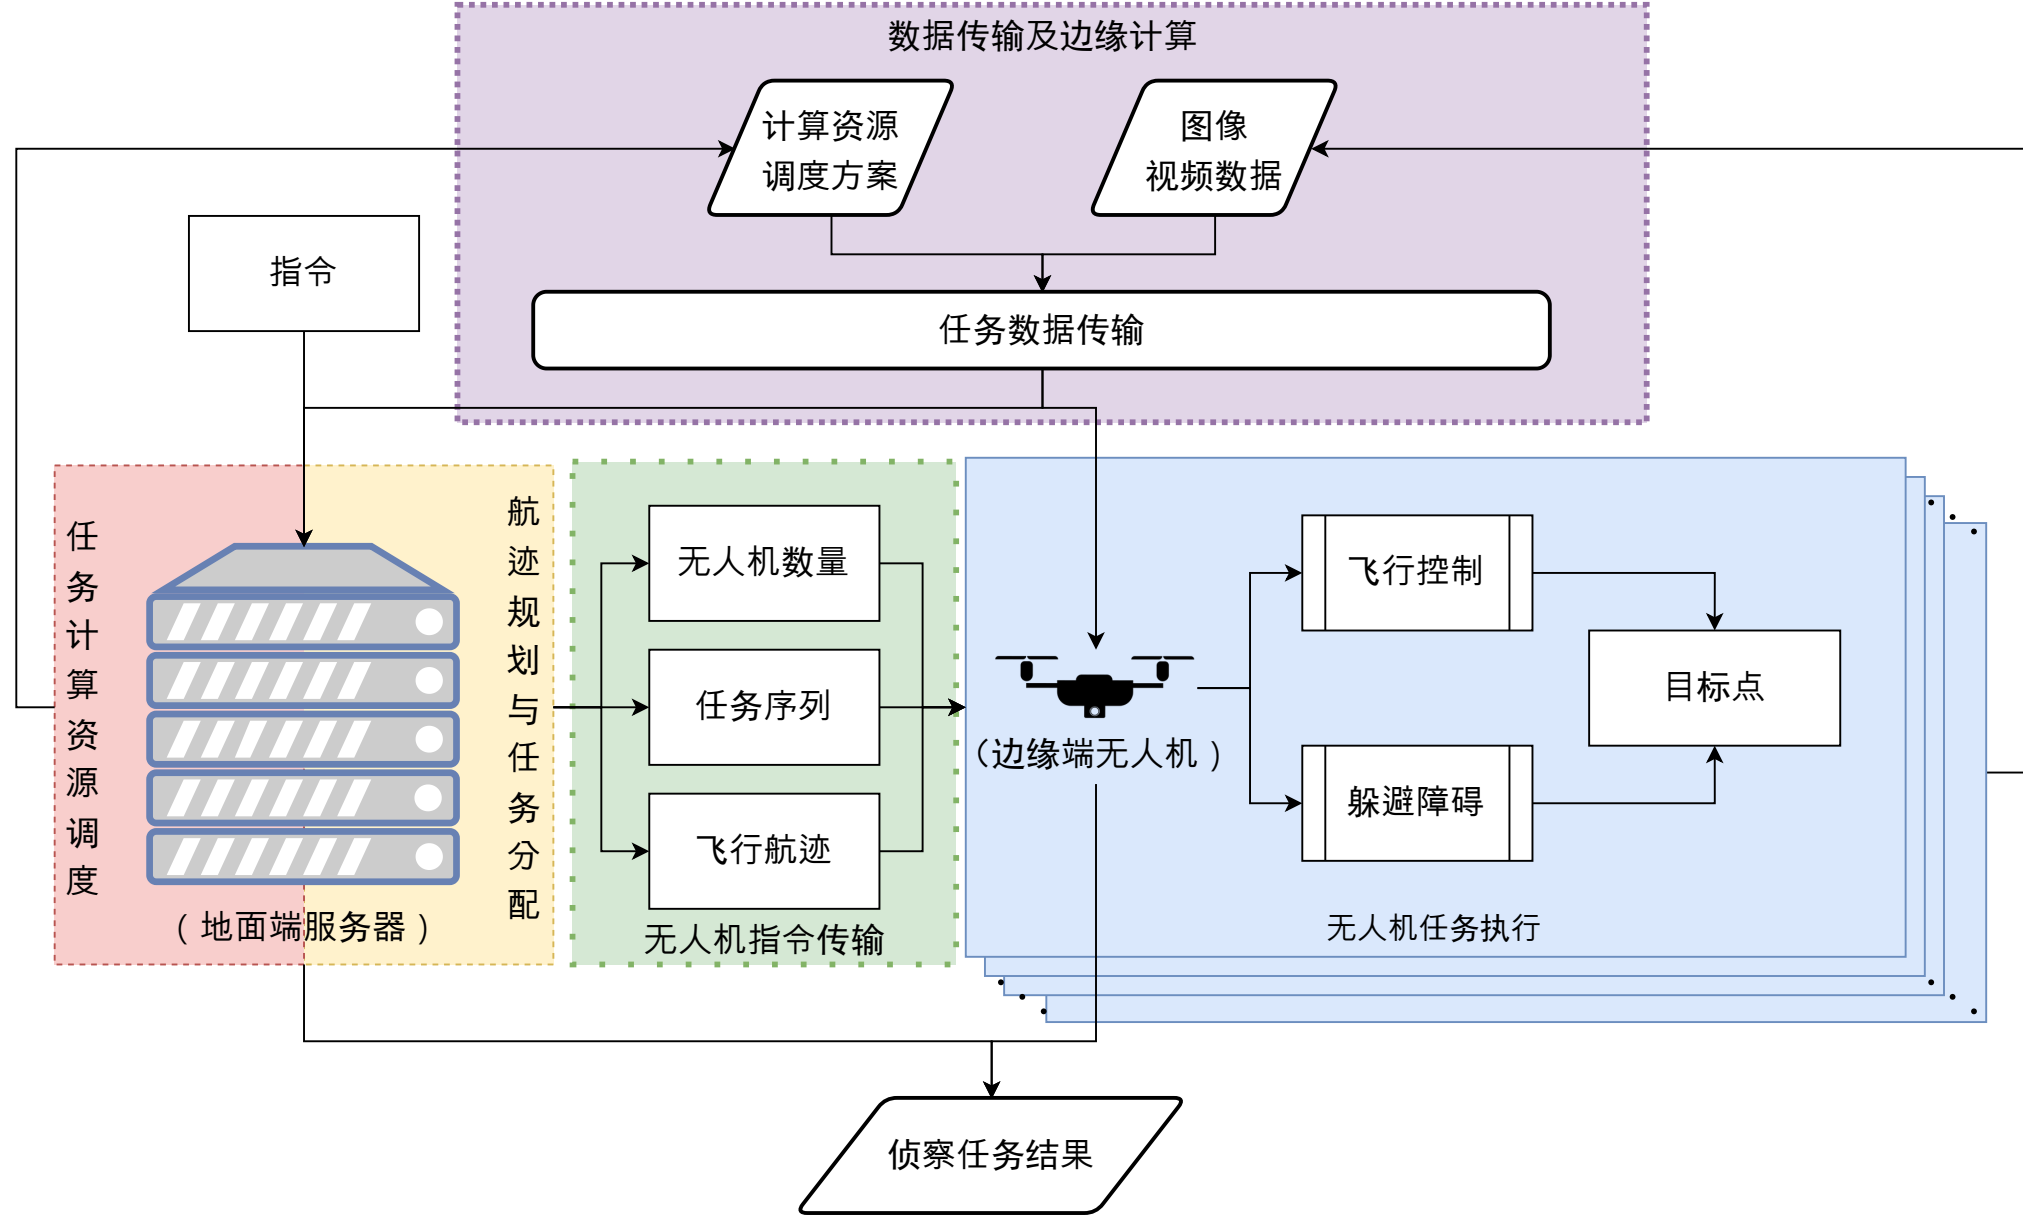 数据传输及边缘计算
计算资源
调度方案
图像
视频数据
指令
任务数据传输
任务计算资源调度
航迹规划与任务分配
（地面端服务器）
无人机数量
任务序列
飞行航迹
无人机指令传输
（边缘端无人机）
飞行控制
目标点
躲避障碍
无人机任务执行
侦察任务结果